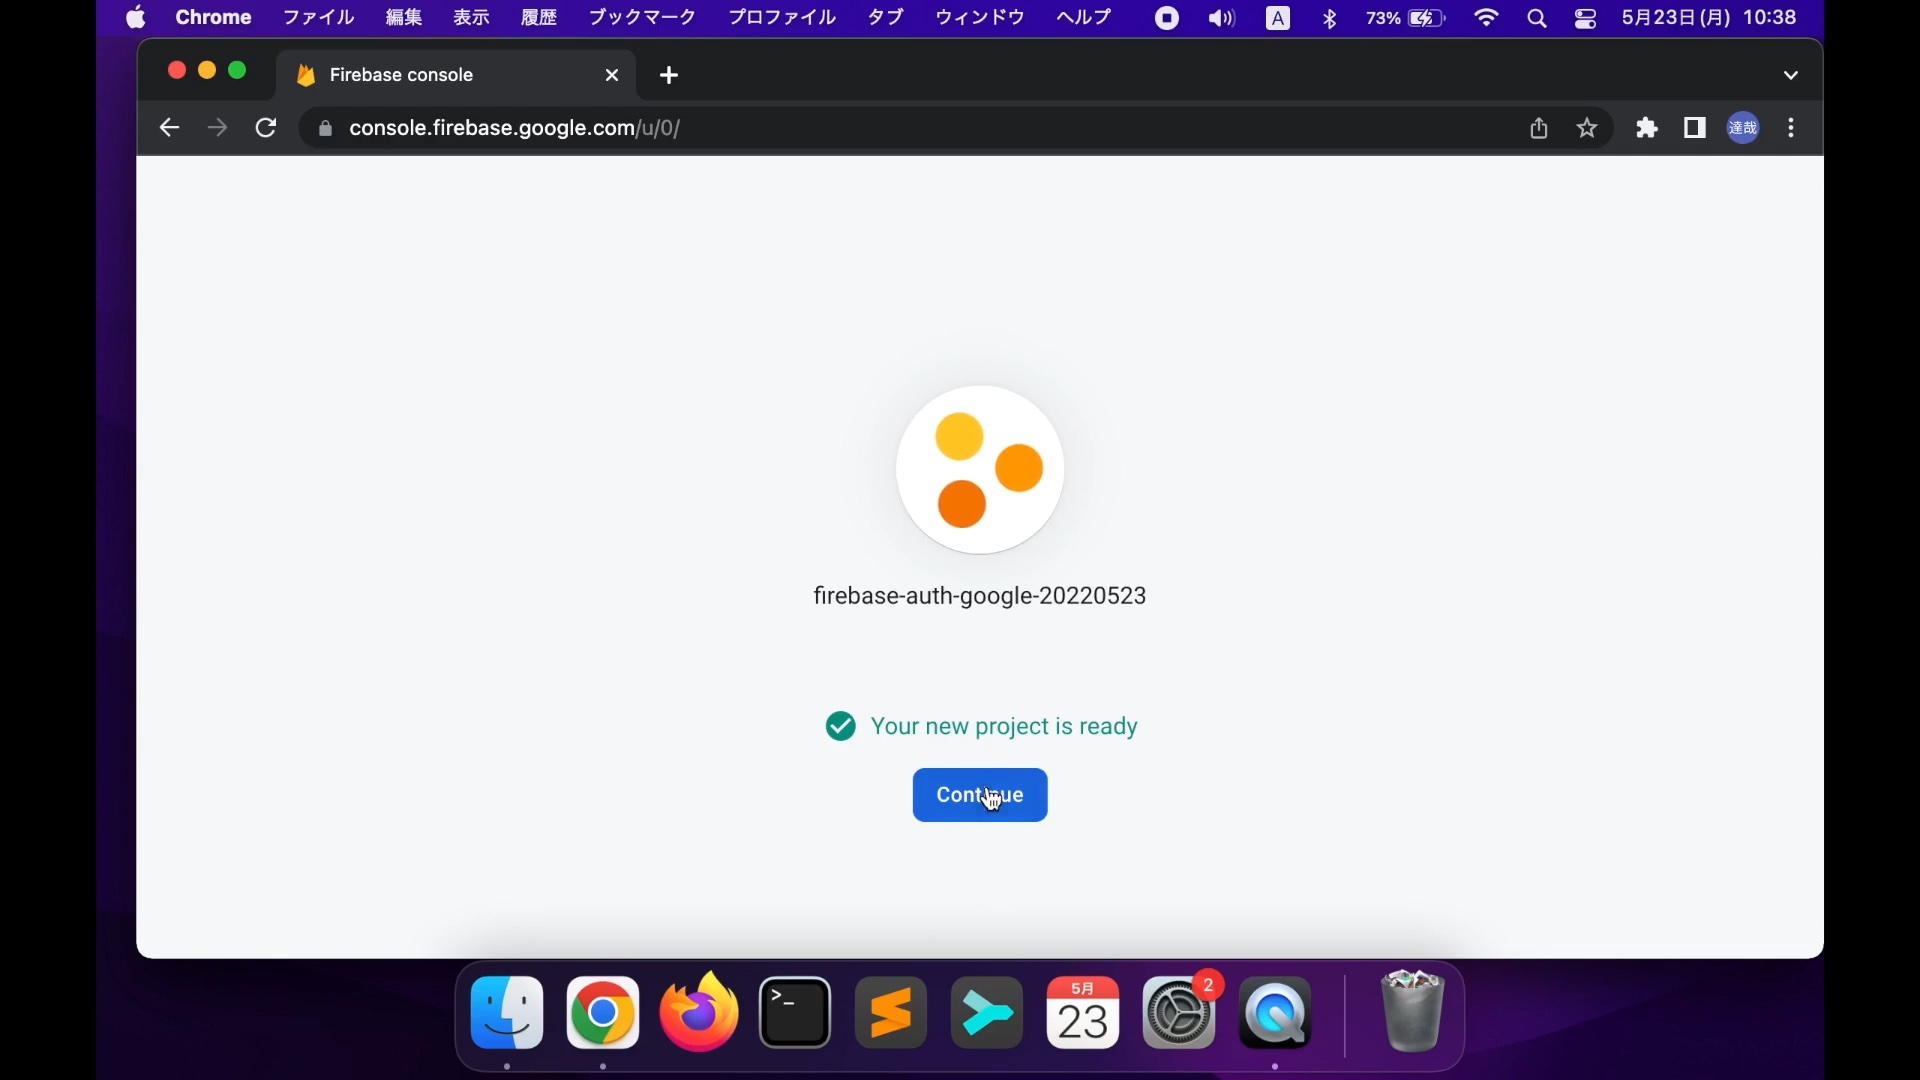 Chrome ファイル 編集 表示 履歴 ブックマーク プロファイル タブ ウィンドウ ヘルプ A 73% 5月23日(月) 10:38
Firebase console
console.firebase.google.com/u/0/
達哉
firebase-auth-google-20220523
Your new project is ready
Continue
>_
5月
23
2